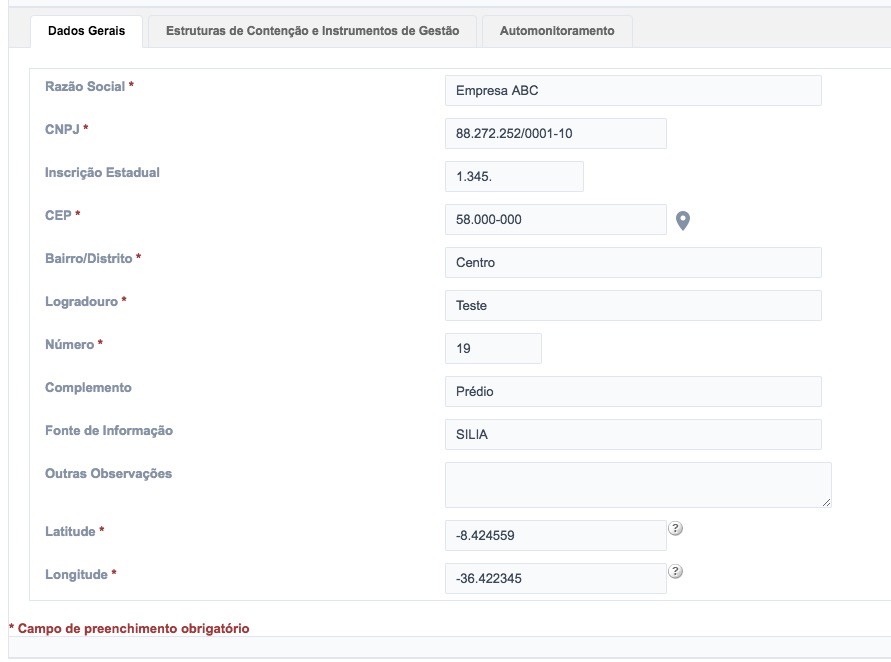 Dados Gerais
Estruturas de Contenção e Instrumentos de Gestão
Automonitoramento
Razão Social *
Empresa ABC
CNPJ *
88.272.252/0001-10
Inscrição Estadual
1.345.
CEP *
58.000-000
Bairro/Distrito *
Centro
Logradouro *
Teste
Número *
19
Complemento
Prédio
Fonte de Informação
SILIA
Outras Observações
Latitude *
-8.424559
?
Longitude *
-36.422345
?
* Campo de preenchimento obrigatório